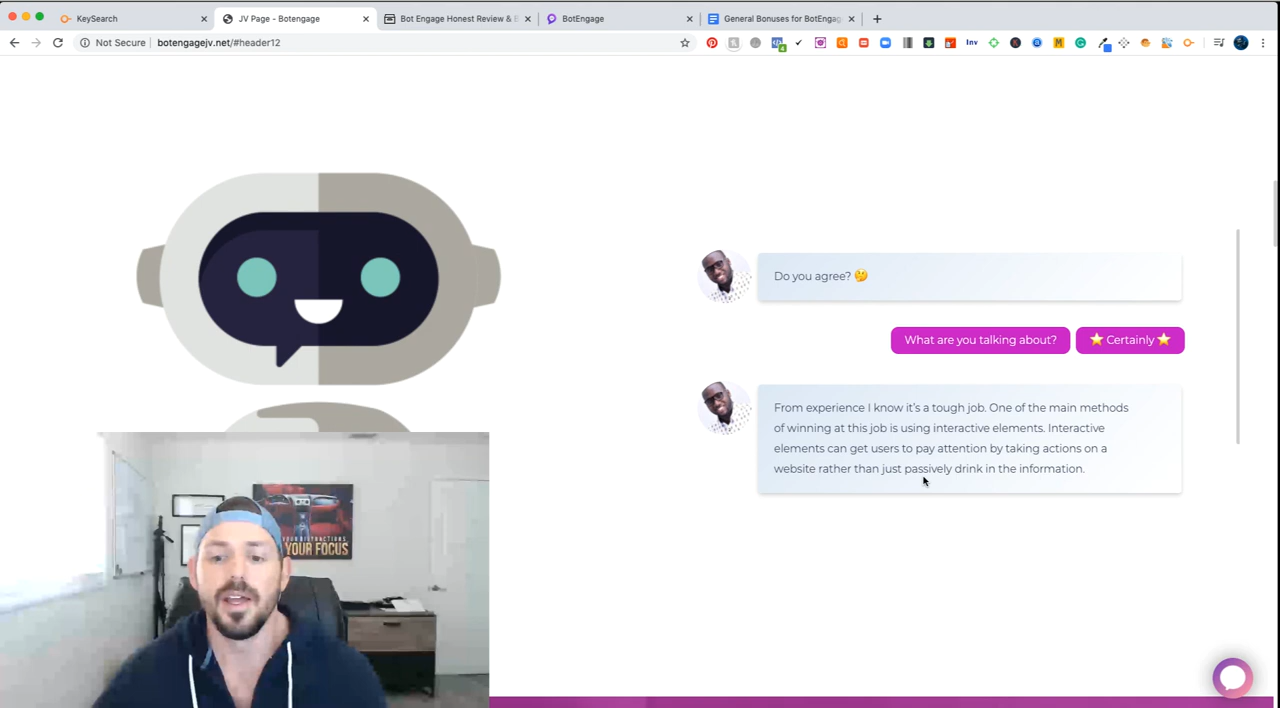 KeySearch
JV Page - Botengage
Bot Engage Honest Review & B
BotEngage
General Bonuses for BotEngag
Not Secure
botengagejv.net/#header12
Inv
Do you agree? 🤔
What are you talking about?
⭐ Certainly ⭐
From experience I know it's a tough job. One of the main methods
of winning at this job is using interactive elements. Interactive
elements can get users to pay attention by taking actions on a
website rather than just passively drink in the information.
YOUR DISTRACTIONS
YOUR FOCUS